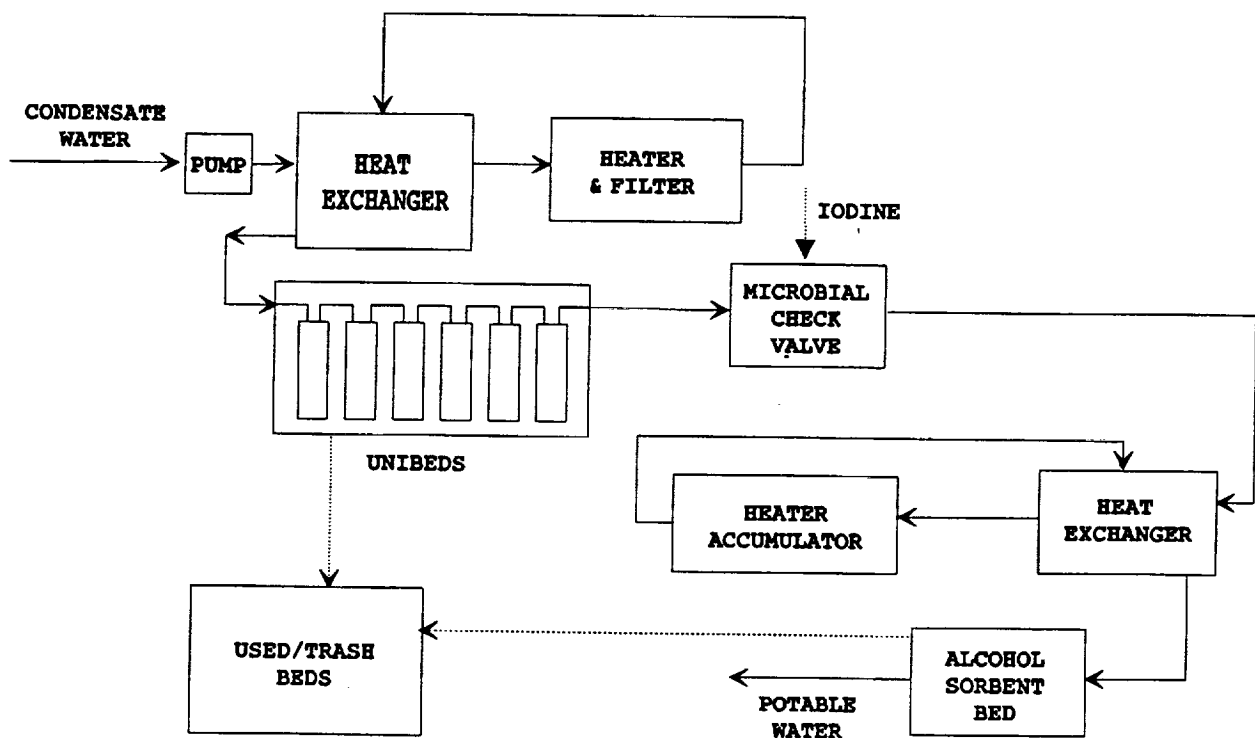 CONDENSATE
WATER
PUMP
HEAT
EXCHANGER
HEATER
& FILTER
IODINE
MICROBIAL
CHECK
VALVE
UNIBEDS
HEATER
ACCUMULATOR
HEAT
EXCHANGER
USED/TRASH
BEDS
ALCOHOL
SORBENT
BED
POTABLE
WATER